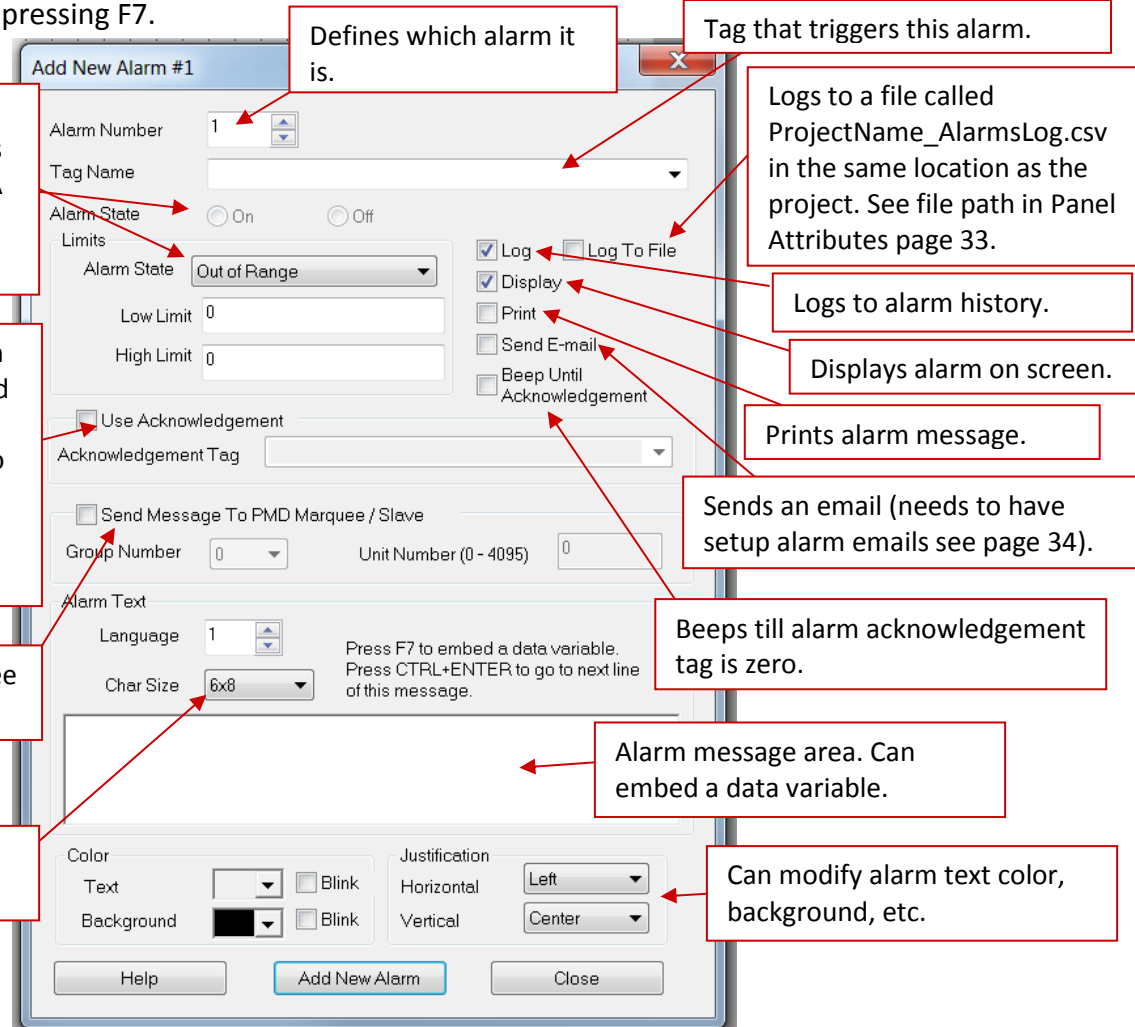 pressing F7.
Defines which alarm it
is.
Tag that triggers this alarm.
Add New Alarm #1
Logs to a file called
ProjectName_AlarmsLog.csv
in the same location as the
project. See file path in Panel
Attributes page 33.
Alarm Number 1
Tag Name
Alarm State On Off
Limits
Alarm State Out of Range
Low Limit 0
High Limit 0
Log Log To File
Display
Print
Send E-mail
Beep Until
Acknowledgement
Logs to alarm history.
Displays alarm on screen.
Prints alarm message.
Use Acknowledgement
Acknowledgement Tag
Sends an email (needs to have
setup alarm emails see page 34).
Send Message To PMD Marquee / Slave
Group Number 0 Unit Number (0 - 4095) 0
Beeps till alarm acknowledgement
tag is zero.
Alarm Text
Language 1
Char Size 6x8
Press F7 to embed a data variable.
Press CTRL+ENTER to go to next line
of this message.
Alarm message area. Can
embed a data variable.
Color
Text Blink
Background Blink
Justification
Horizontal Left
Vertical Center
Can modify alarm text color,
background, etc.
Help Add New Alarm Close